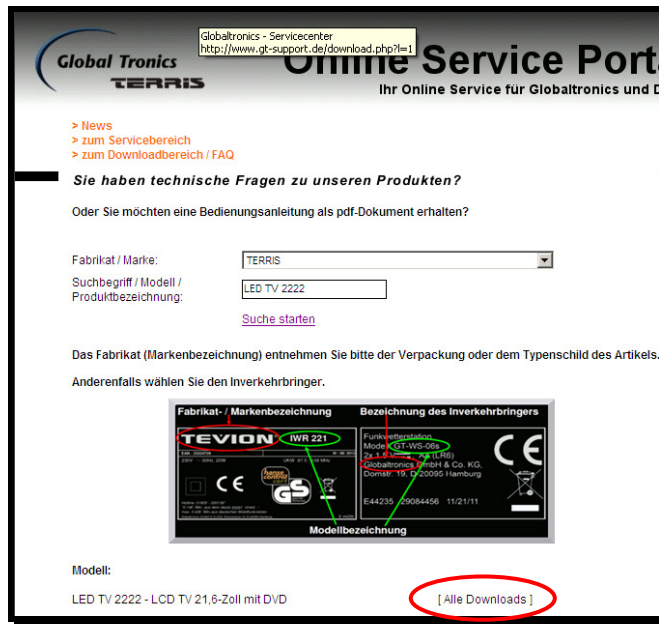 Globaltronics - Servicecenter
http://www.gt-support.de/download.php?l=1
Global Tronics
TERRIS
Online Service Port
Ihr Online Service für Globaltronics und
> News
> zum Servicebereich
> zum Downloadbereich / FAQ
Sie haben technische Fragen zu unseren Produkten?
Oder Sie möchten eine Bedienungsanleitung als pdf-Dokument erhalten?
Fabrikat / Marke:
TERRIS
Suchbegriff / Modell /
Produktbezeichnung:
LED TV 2222
Suche starten
Das Fabrikat (Markenbezeichnung) entnehmen Sie bitte der Verpackung oder dem Typenschild des Artikels.
Anderenfalls wählen Sie den Inverkehrbringer.
Fabrikat- / Markenbezeichnung
Bezeichnung des Inverkehrbringers
TEVION
IWR 221
hansecontrol
GS
CE
Funkwetterstation
Modell: GT-WS-06s
(LR6)
Globaltronics GmbH & Co. KG,
Domstr. 19, D-20095 Hamburg
E44235 29084456 11/21/11
CE
Modellbezeichnung
Modell:
LED TV 2222 - LCD TV 21,6-Zoll mit DVD
[ Alle Downloads ]